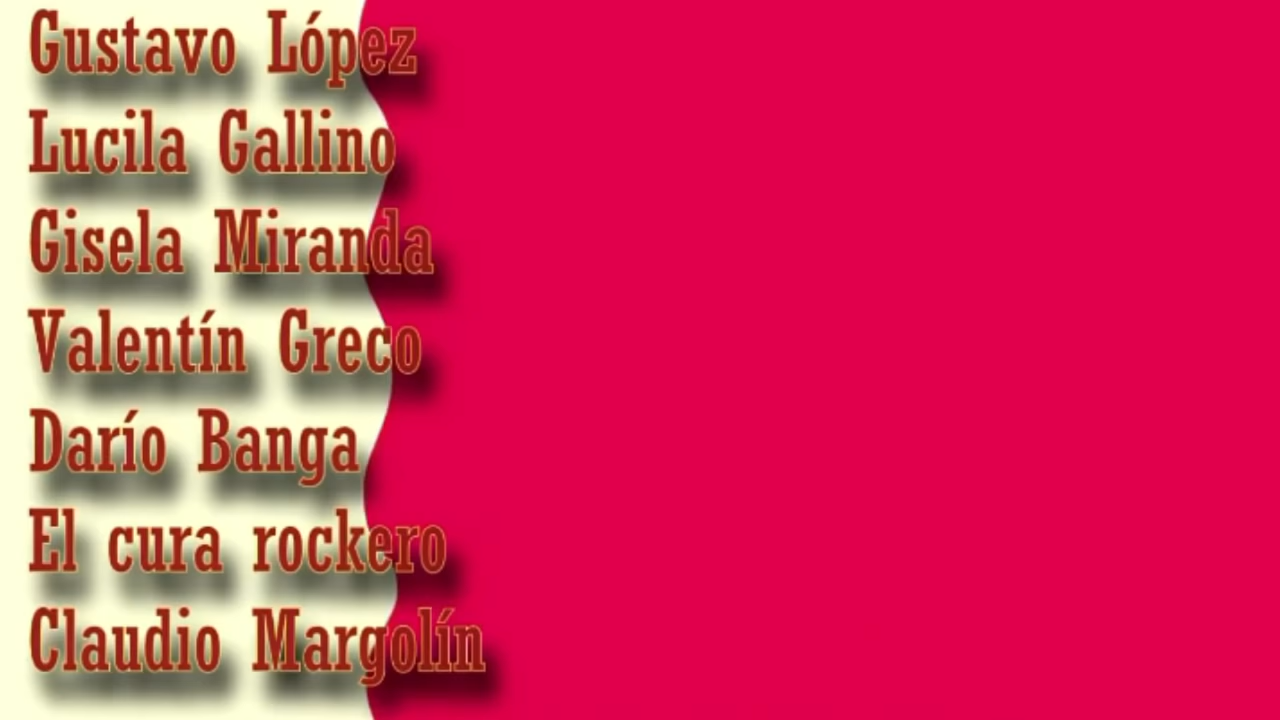 Gustavo López
Lucila Gallino
Gisela Miranda
Valentín Greco
Darío Banga
El cura rockero
Claudio Margolín